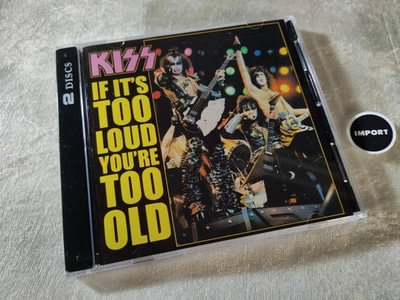 2 DISCS
KISS
IF IT'S
TOO
LOUD
YOU'RE
TOO
OLD
IMPORT